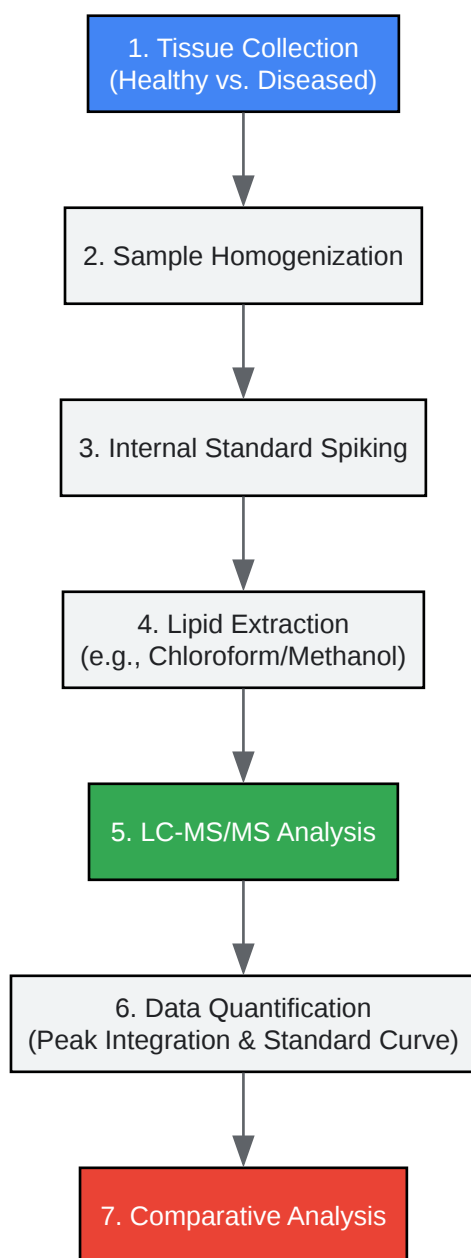 1. Tissue Collection
(Healthy vs. Diseased)
2. Sample Homogenization
3. Internal Standard Spiking
4. Lipid Extraction
(e.g., Chloroform/Methanol)
5. LC-MS/MS Analysis
6. Data Quantification
(Peak Integration & Standard Curve)
7. Comparative Analysis